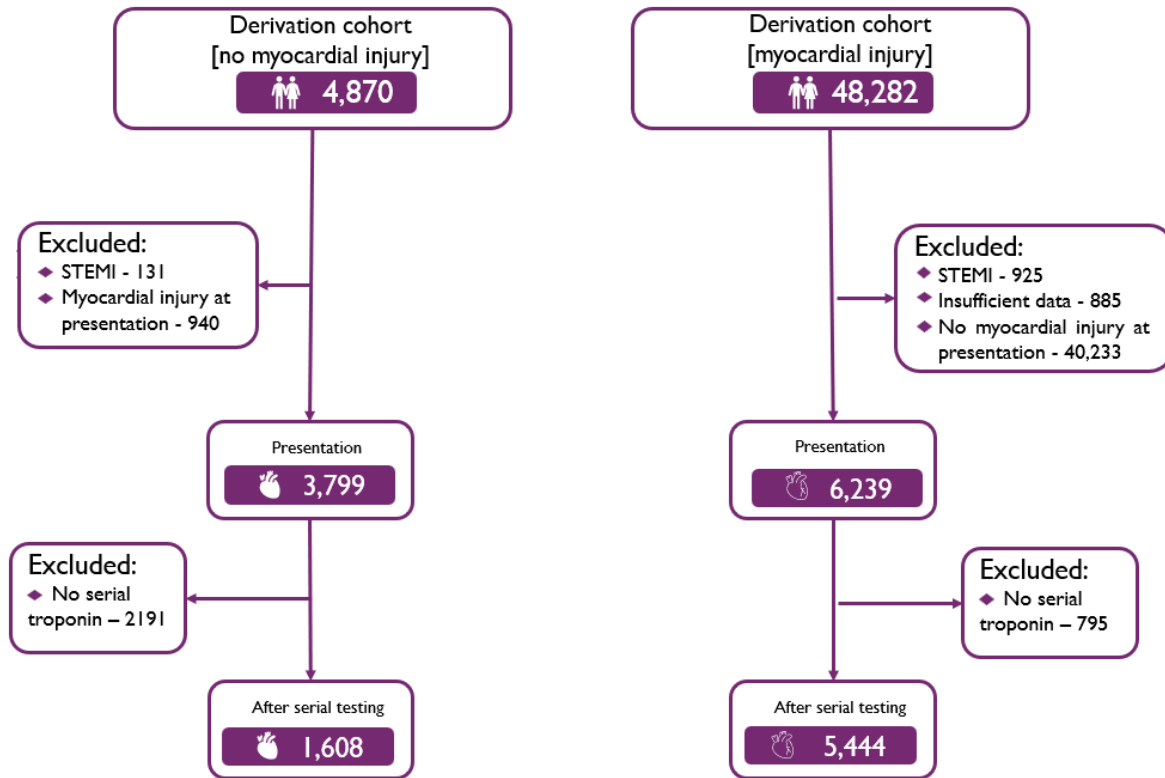 Derivation cohort
[no myocardial injury]
4,870
Excluded:
◆ STEMI - 131
◆ Myocardial injury at
presentation - 940
Presentation
3,799
Excluded:
◆ No serial
troponin – 2191
After serial testing
1,608
Derivation cohort
[myocardial injury]
48,282
Excluded:
◆ STEMI - 925
◆ Insufficient data - 885
◆ No myocardial injury at
presentation - 40,233
Presentation
6,239
Excluded:
◆ No serial
troponin – 795
After serial testing
5,444